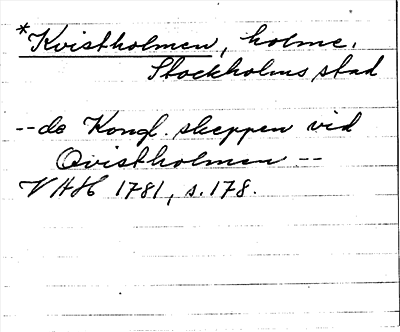 *Kvistholmen, holme,
Stockholms stad
--de Kongl. skeppen vid
Qvistholmen --
VAH 1781, s. 178.